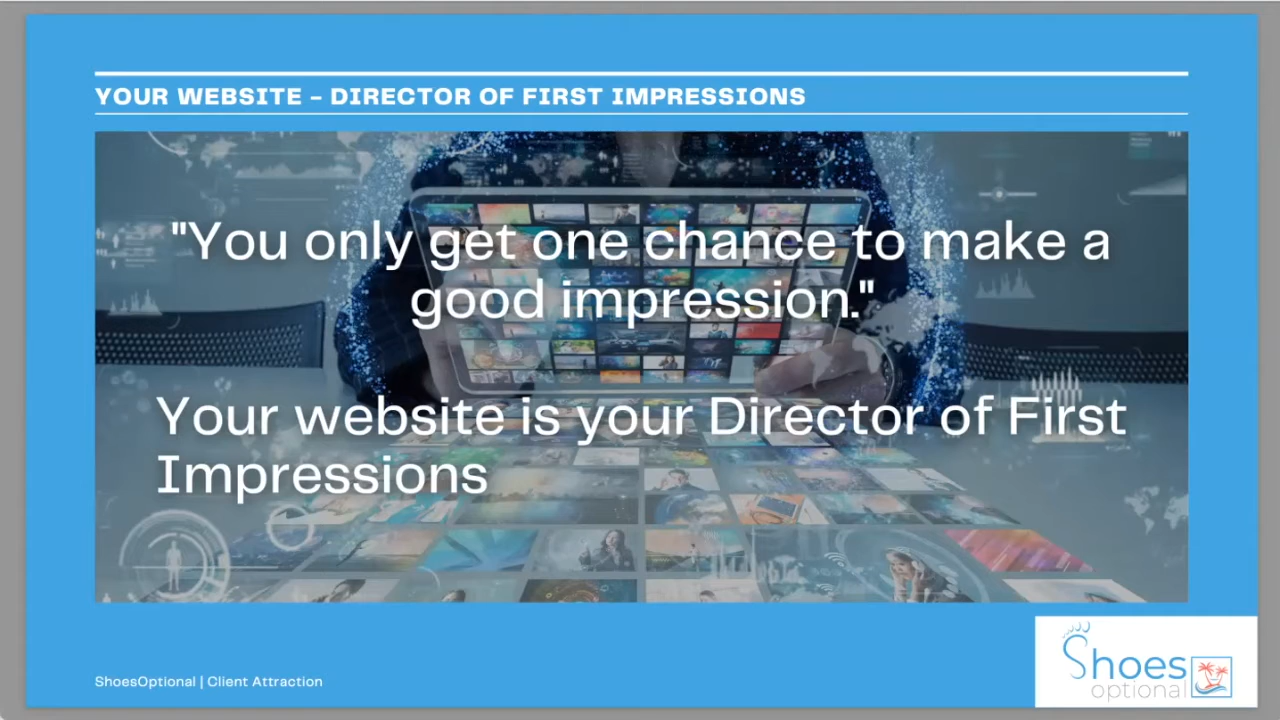 YOUR WEBSITE - DIRECTOR OF FIRST IMPRESSIONS
"You only get one chance to make a
good impression."
Your website is your Director of First
Impressions
ShoesOptional | Client Attraction
Shoes
optional